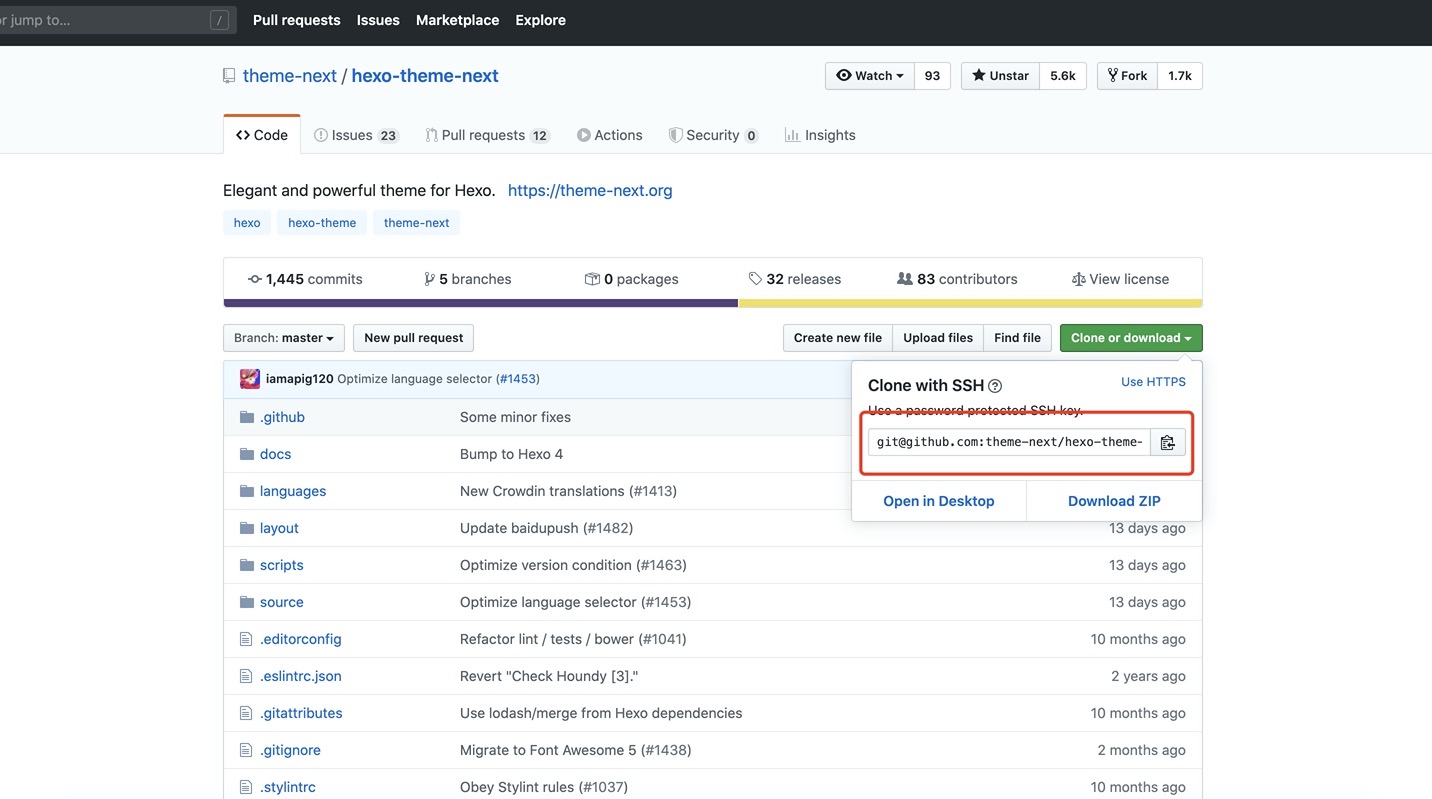 or jump to... /
Pull requests Issues Marketplace Explore
theme-next / hexo-theme-next
Watch 93 Unstar 5.6k Fork 1.7k
Code Issues 23 Pull requests 12 Actions Security 0 Insights
Elegant and powerful theme for Hexo. https://theme-next.org
hexo hexo-theme theme-next
1,445 commits 5 branches 0 packages 32 releases 83 contributors View license
Branch: master New pull request Create new file Upload files Find file Clone or download
iamapig120 Optimize language selector (#1453)
Clone with SSH Use HTTPS
Use a password protected SSH key.
git@github.com:theme-next/hexo-theme-
Open in Desktop Download ZIP
.github Some minor fixes
docs Bump to Hexo 4
languages New Crowdin translations (#1413)
layout Update baidupush (#1482) 13 days ago
scripts Optimize version condition (#1463) 13 days ago
source Optimize language selector (#1453) 13 days ago
.editorconfig Refactor lint / tests / bower (#1041) 10 months ago
.eslintrc.json Revert "Check Houndy [3]." 2 years ago
.gitattributes Use lodash/merge from Hexo dependencies 10 months ago
.gitignore Migrate to Font Awesome 5 (#1438) 2 months ago
.stylintrc Obey Stylint rules (#1037) 10 months ago